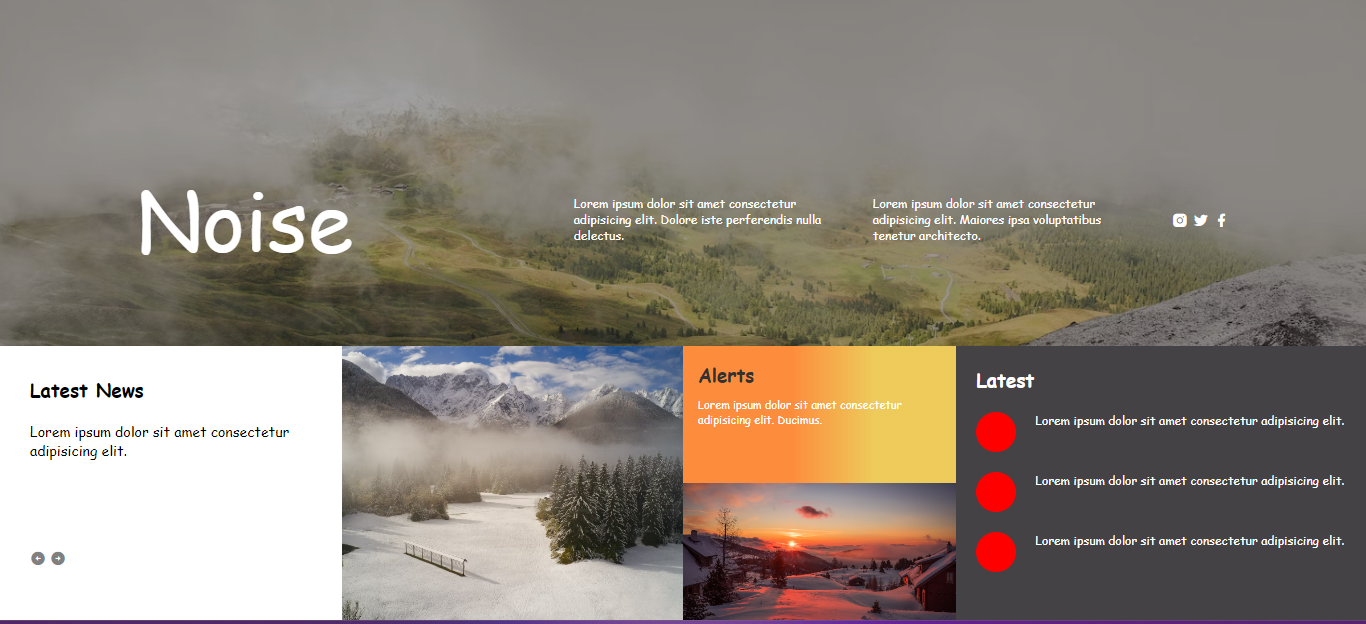 Noise
Lorem ipsum dolor sit amet consectetur
adipisicing elit. Dolore iste perferendis nulla
delectus.
Lorem ipsum dolor sit amet consectetur
adipisicing elit. Maiores ipsa voluptatibus
tenetur architecto.
Latest News
Lorem ipsum dolor sit amet consectetur
adipisicing elit.
Alerts
Lorem ipsum dolor sit amet consectetur
adipisicing elit. Ducimus.
Latest
Lorem ipsum dolor sit amet consectetur adipisicing elit.
Lorem ipsum dolor sit amet consectetur adipisicing elit.
Lorem ipsum dolor sit amet consectetur adipisicing elit.